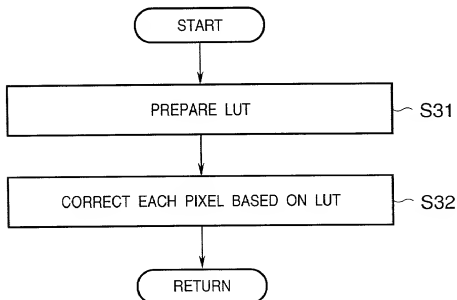 START
PREPARE LUT
S31
CORRECT EACH PIXEL BASED ON LUT
S32
RETURN